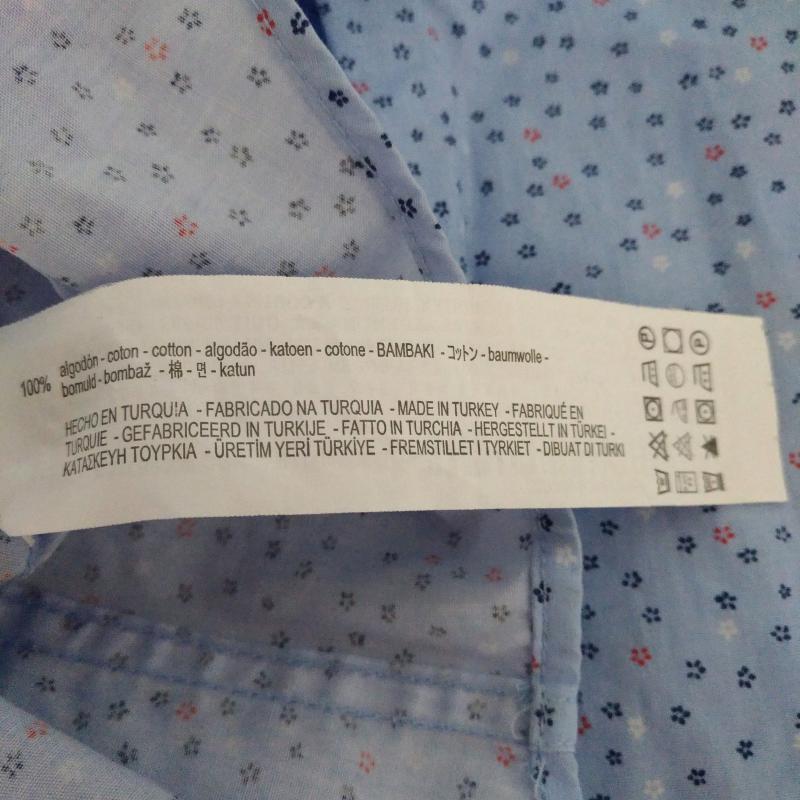 100% algodón - coton - cotton - algodão - katoen - cotone - BAMBAKI - コットン - baumwolle -
bomuld - bombaž - 棉 - 면 - katun
HECHO EN TURQUIA - FABRICADO NA TURQUIA - MADE IN TURKEY - FABRIQUÉ EN
TURQUIE - GEFABRICEERD IN TURKIJE - FATTO IN TURCHIA - HERGESTELLT IN TÜRKEI -
ΚΑΤΑΣΚΕΥΗ ΤΟΥΡΚΙΑ - ÜRETİM YERİ TÜRKİYE - FREMSTILLET I TYRKIET - DIBUAT DI TURKI